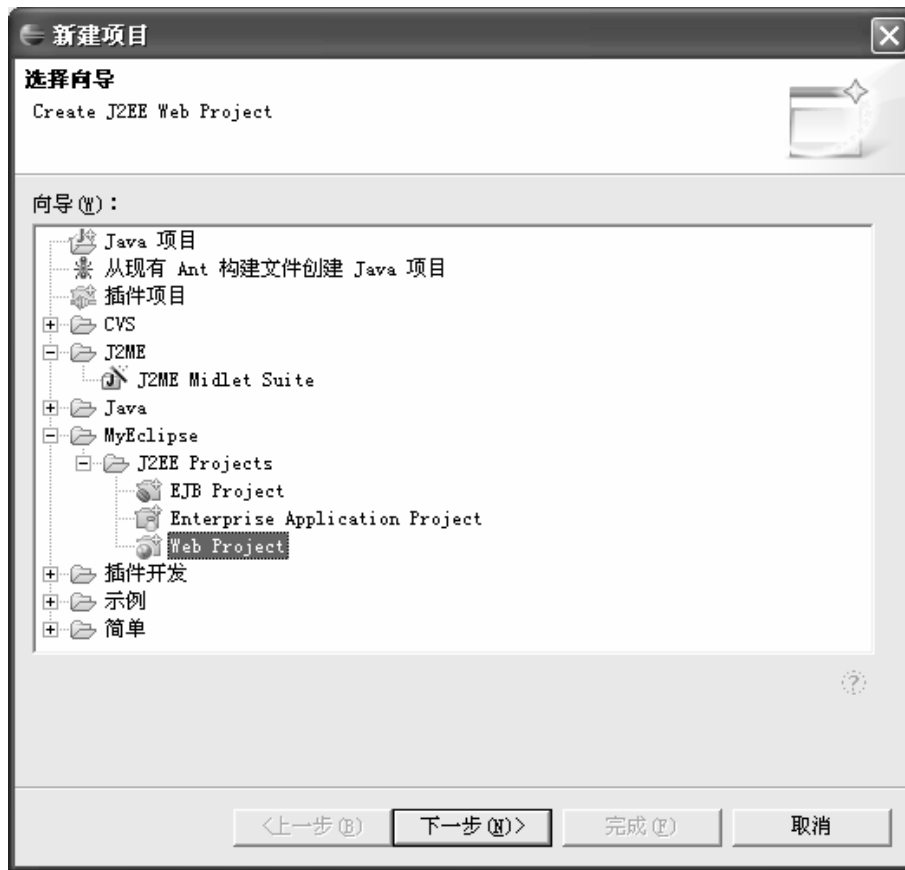 新建项目
选择向导
Create J2EE Web Project
向导(W)：
Java 项目
从现有 Ant 构建文件创建 Java 项目
插件项目
CVS
J2ME
J2ME Midlet Suite
Java
MyEclipse
J2EE Projects
EJB Project
Enterprise Application Project
Web Project
插件开发
示例
简单
<上一步(B) 下一步(N)> 完成(F) 取消